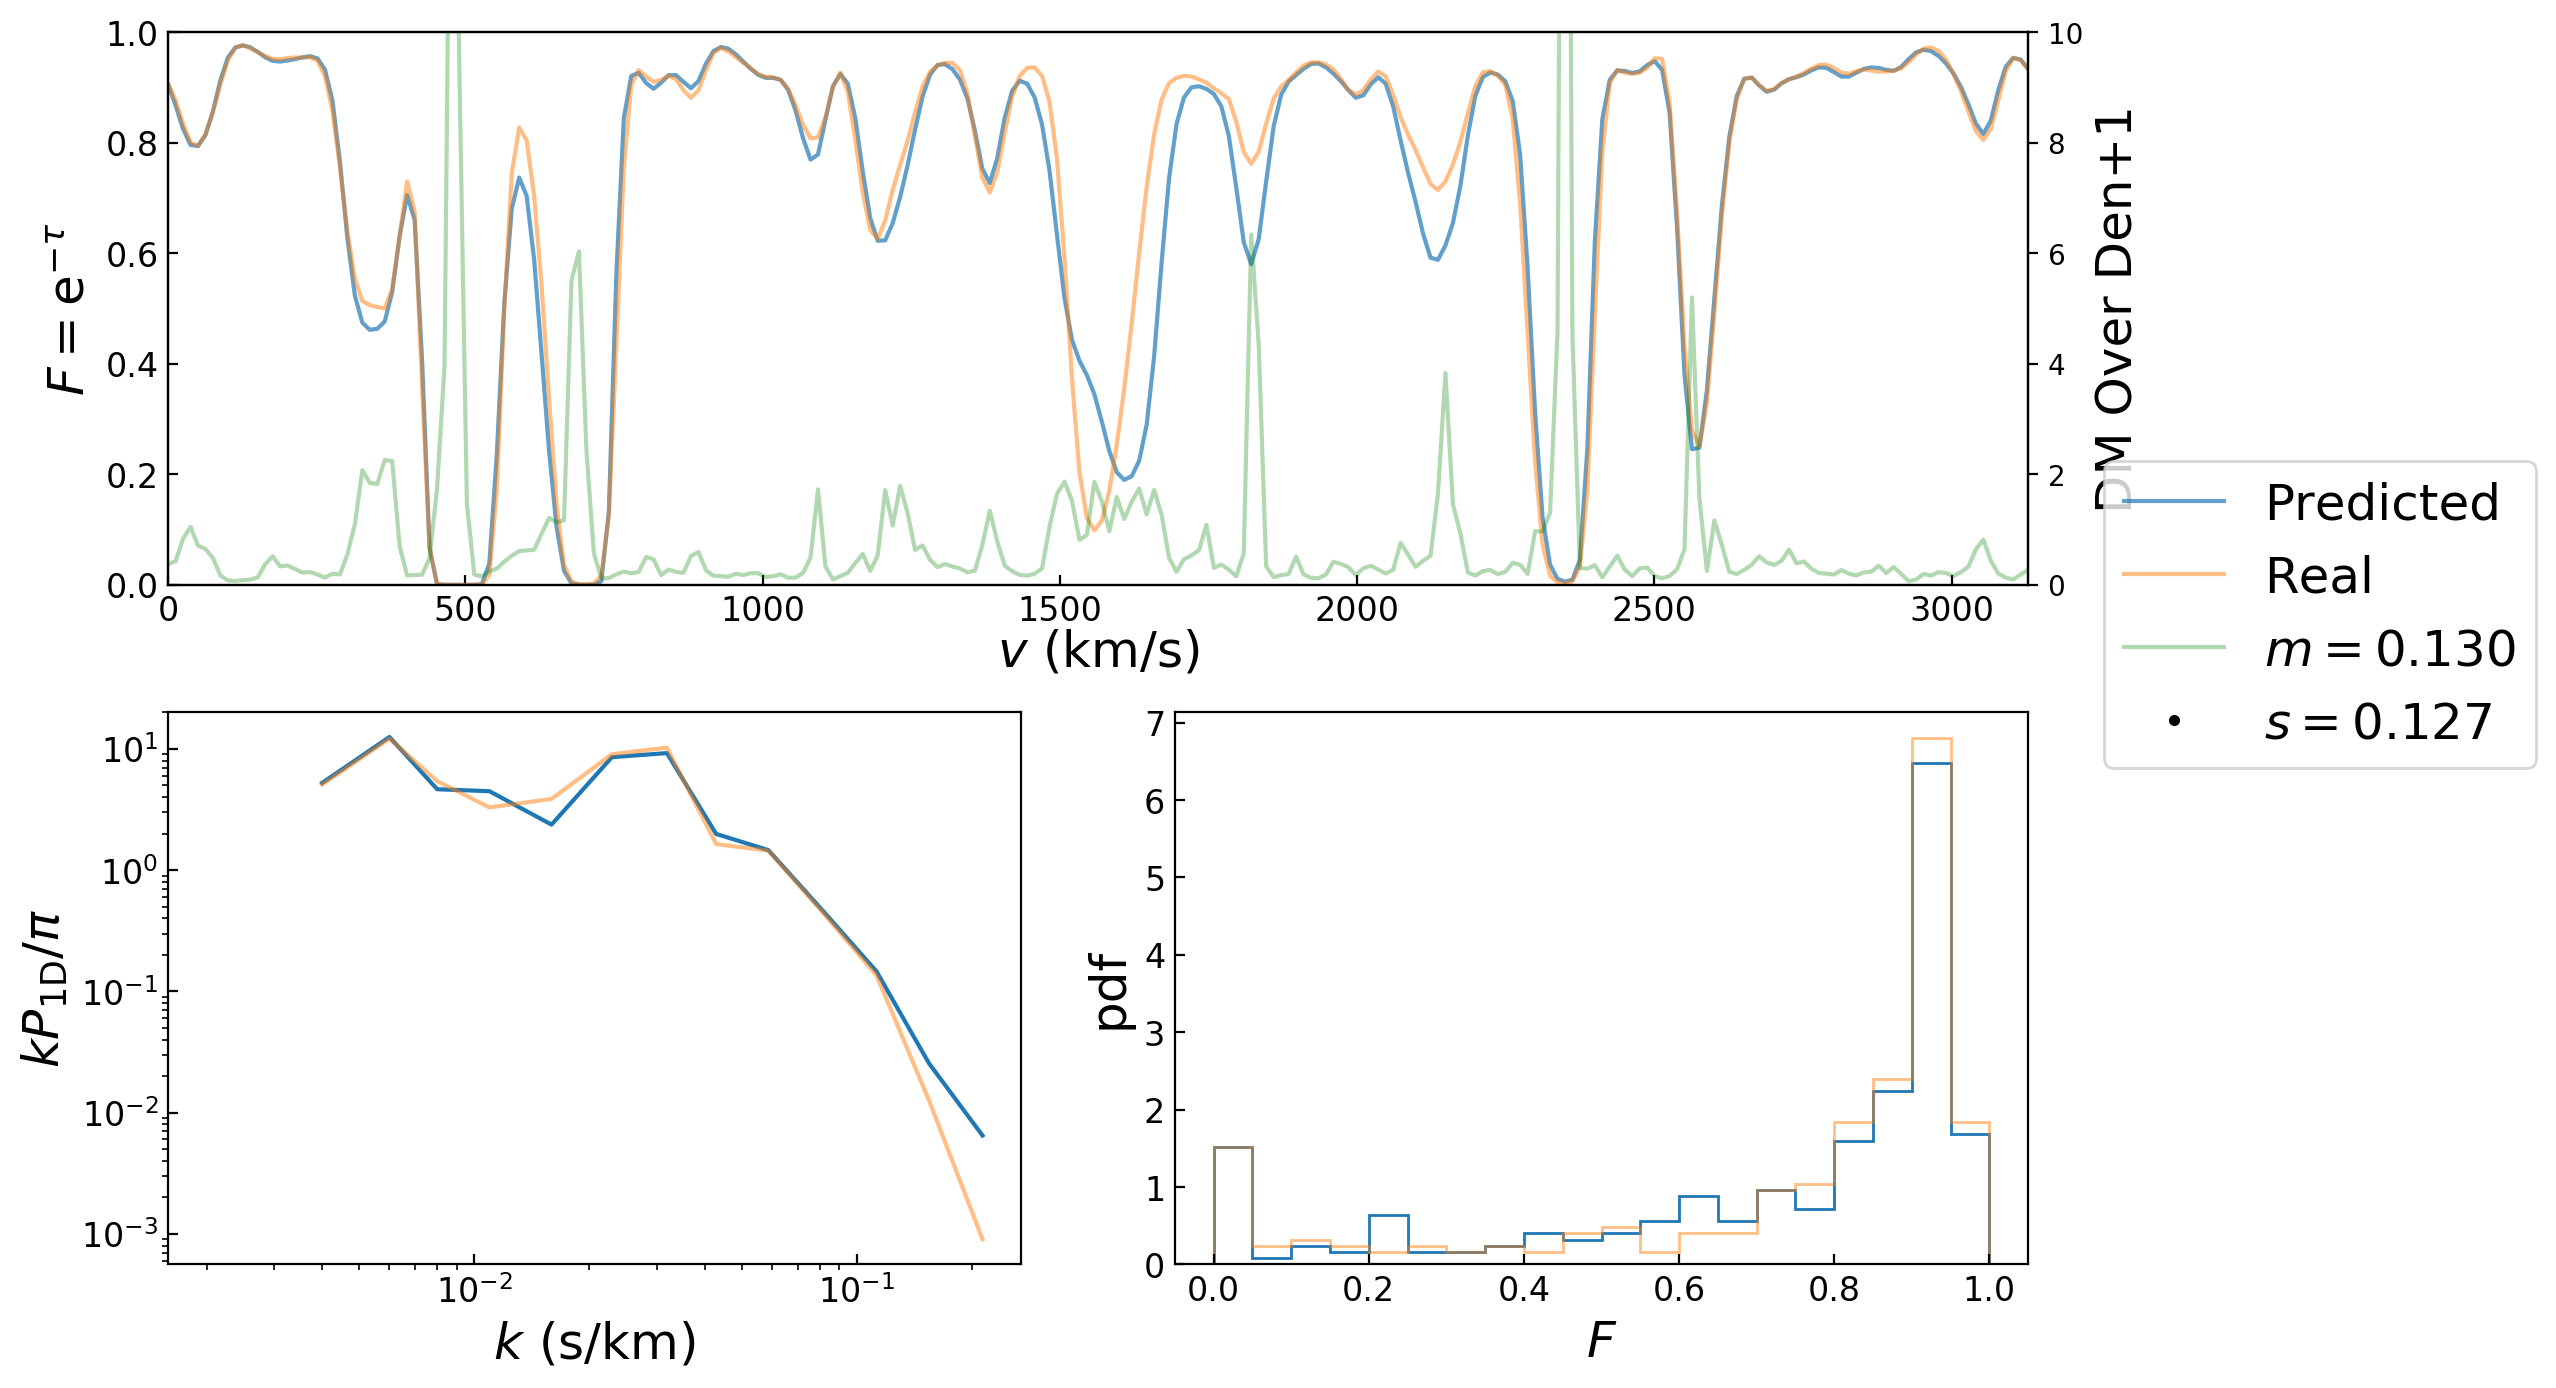 1.0
0.8
0.6
0.4
0.2
0.0
F = e^{−τ}
10
8
6
4
2
0
DM Over Den+1
0 500 1000 1500 2000 2500 3000
v (km/s)
Predicted
Real
m = 0.130
s = 0.127
10^1
10^0
10^{−1}
10^{−2}
10^{−3}
kP_{1D}/π
10^{−2} 10^{−1}
k (s/km)
7
6
5
4
3
2
1
0
pdf
0.0 0.2 0.4 0.6 0.8 1.0
F